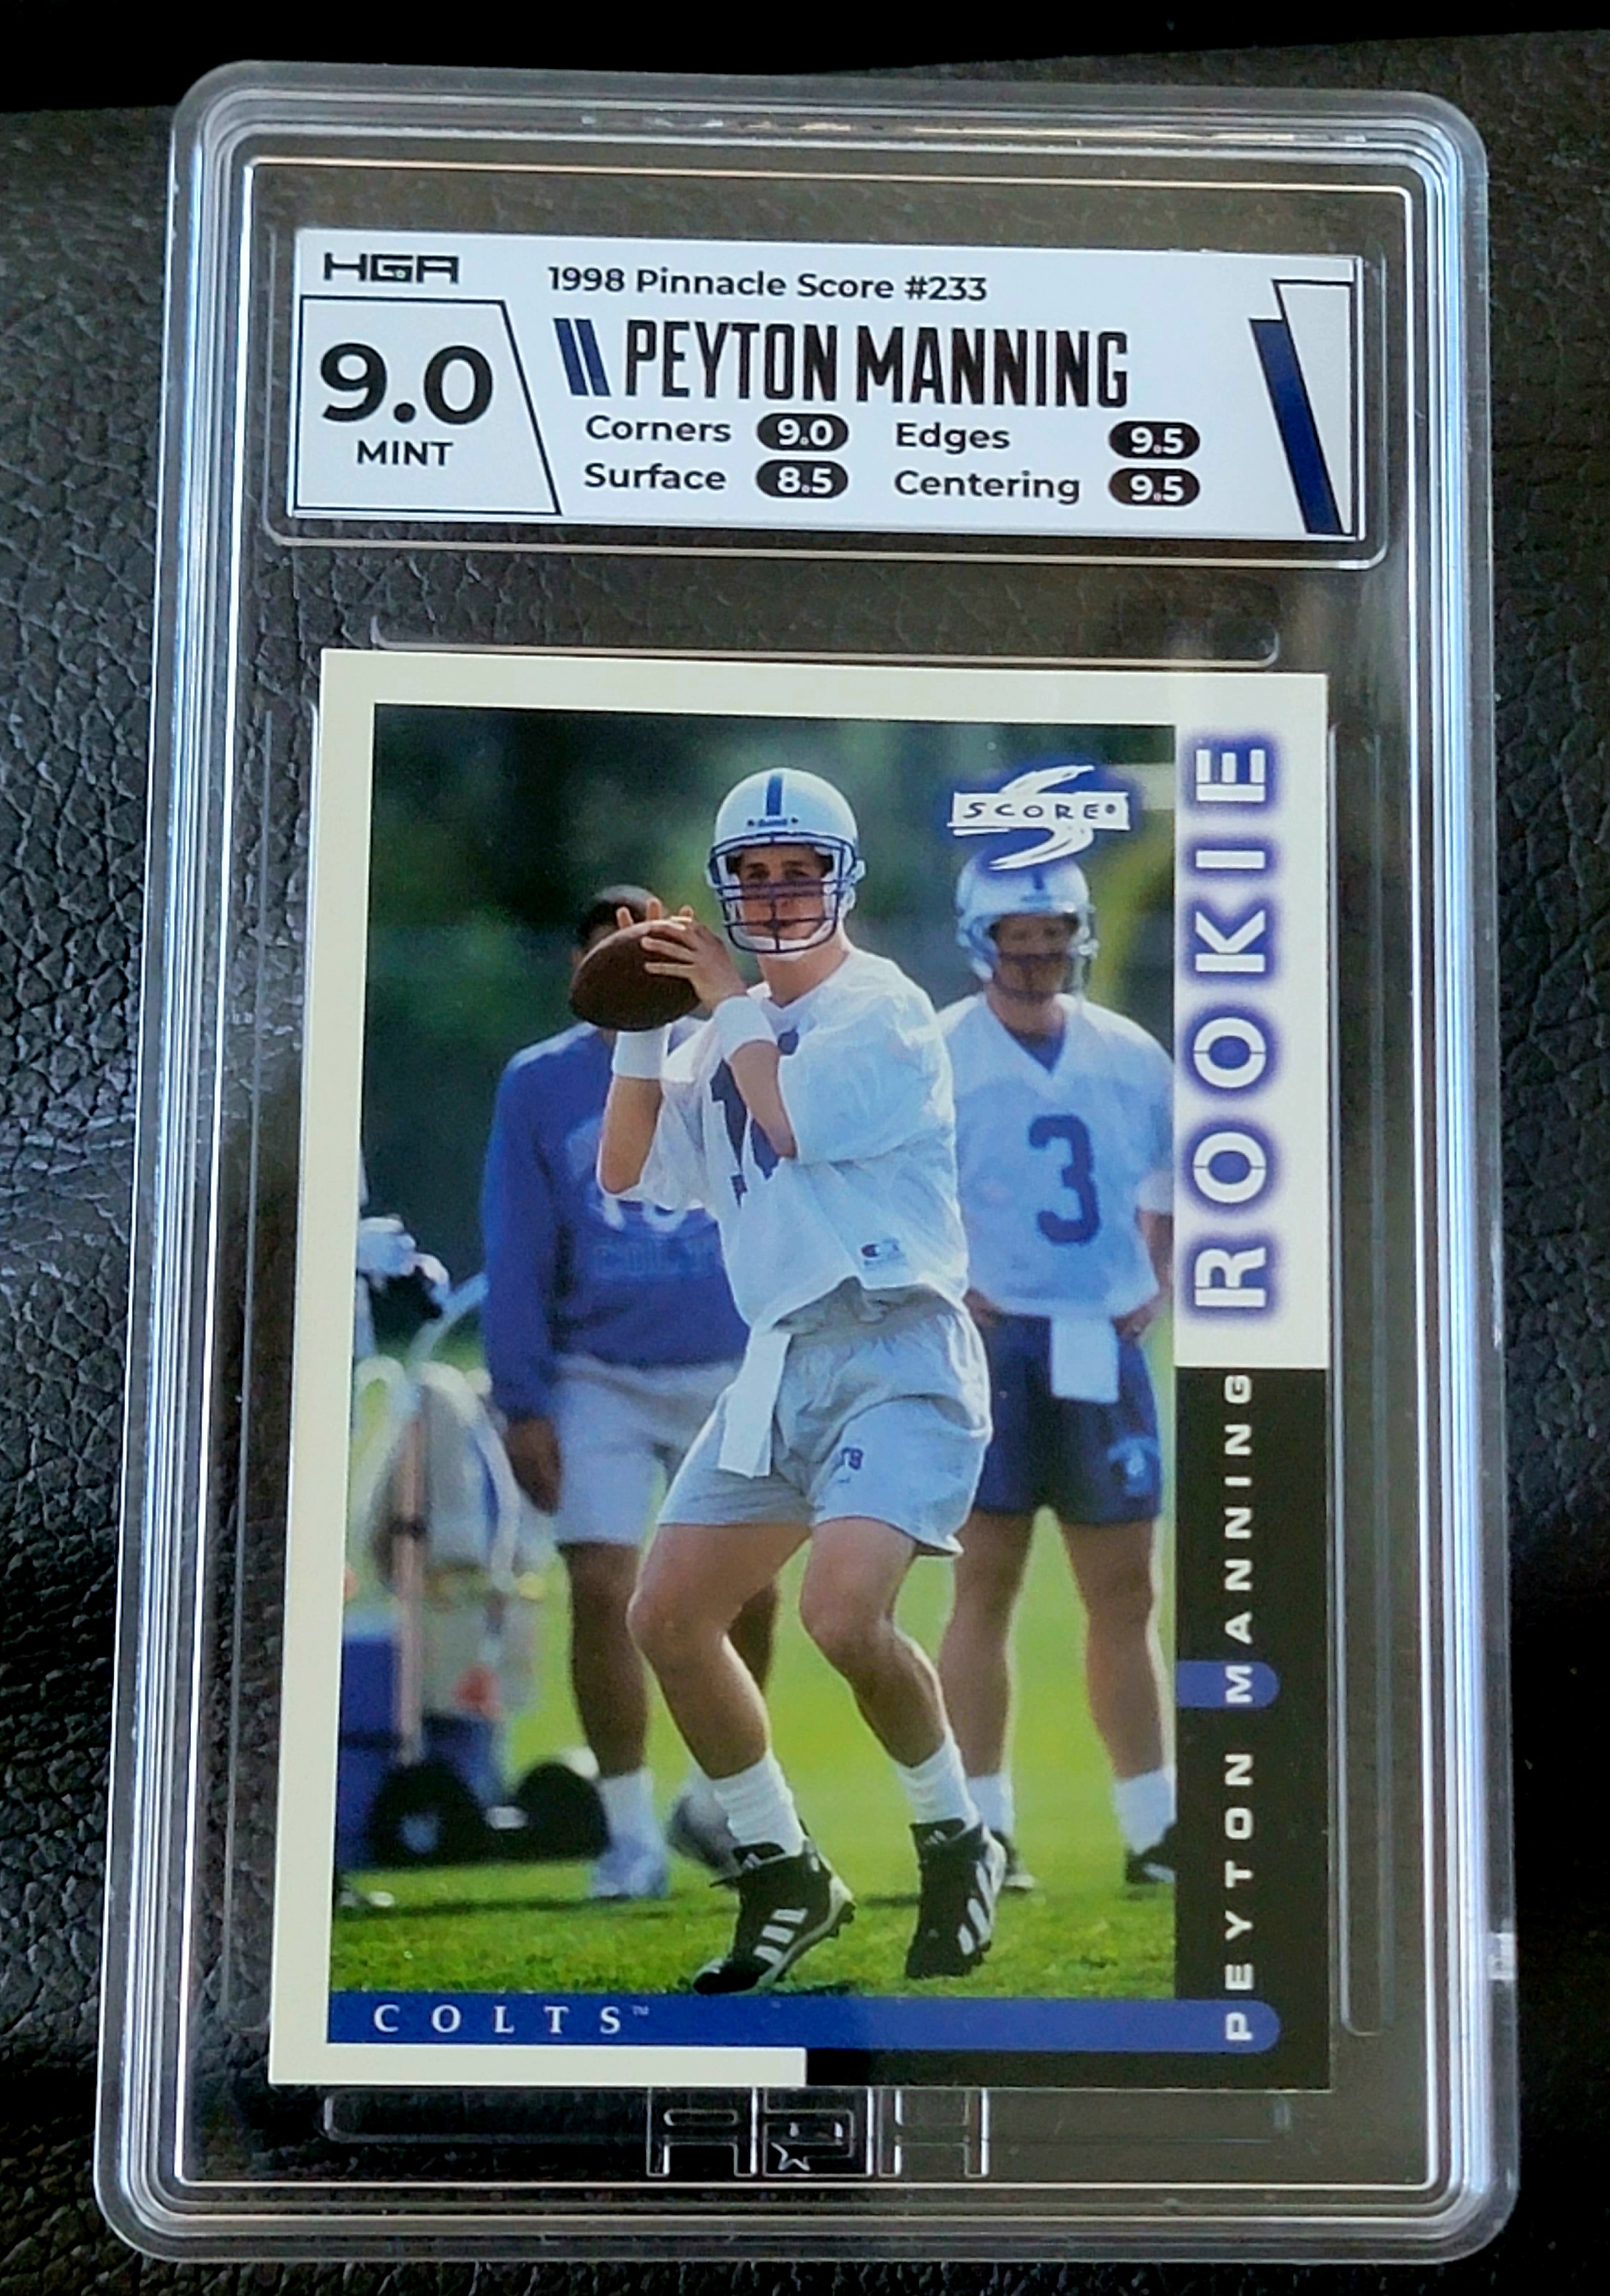 HGA
1998 Pinnacle Score #233
9.0
MINT
PEYTON MANNING
Corners 9.0 Edges 9.5
Surface 8.5 Centering 9.5
SCORE
ROOKIE
3
PEYTON MANNING
COLTS™
HGA